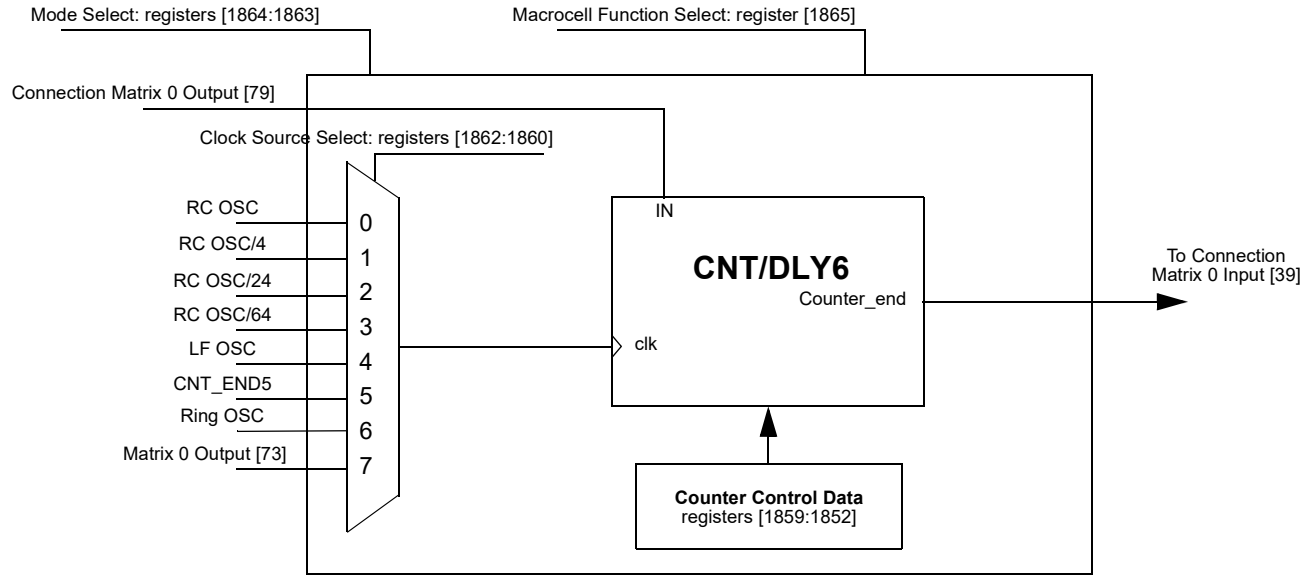 Mode Select: registers [1864:1863]
Macrocell Function Select: register [1865]
Connection Matrix 0 Output [79]
Clock Source Select: registers [1862:1860]
RC OSC
0
RC OSC/4
1
RC OSC/24
2
RC OSC/64
3
LF OSC
4
CNT_END5
5
Ring OSC
6
Matrix 0 Output [73]
7
IN
CNT/DLY6
Counter_end
clk
To Connection
Matrix 0 Input [39]
Counter Control Data
registers [1859:1852]